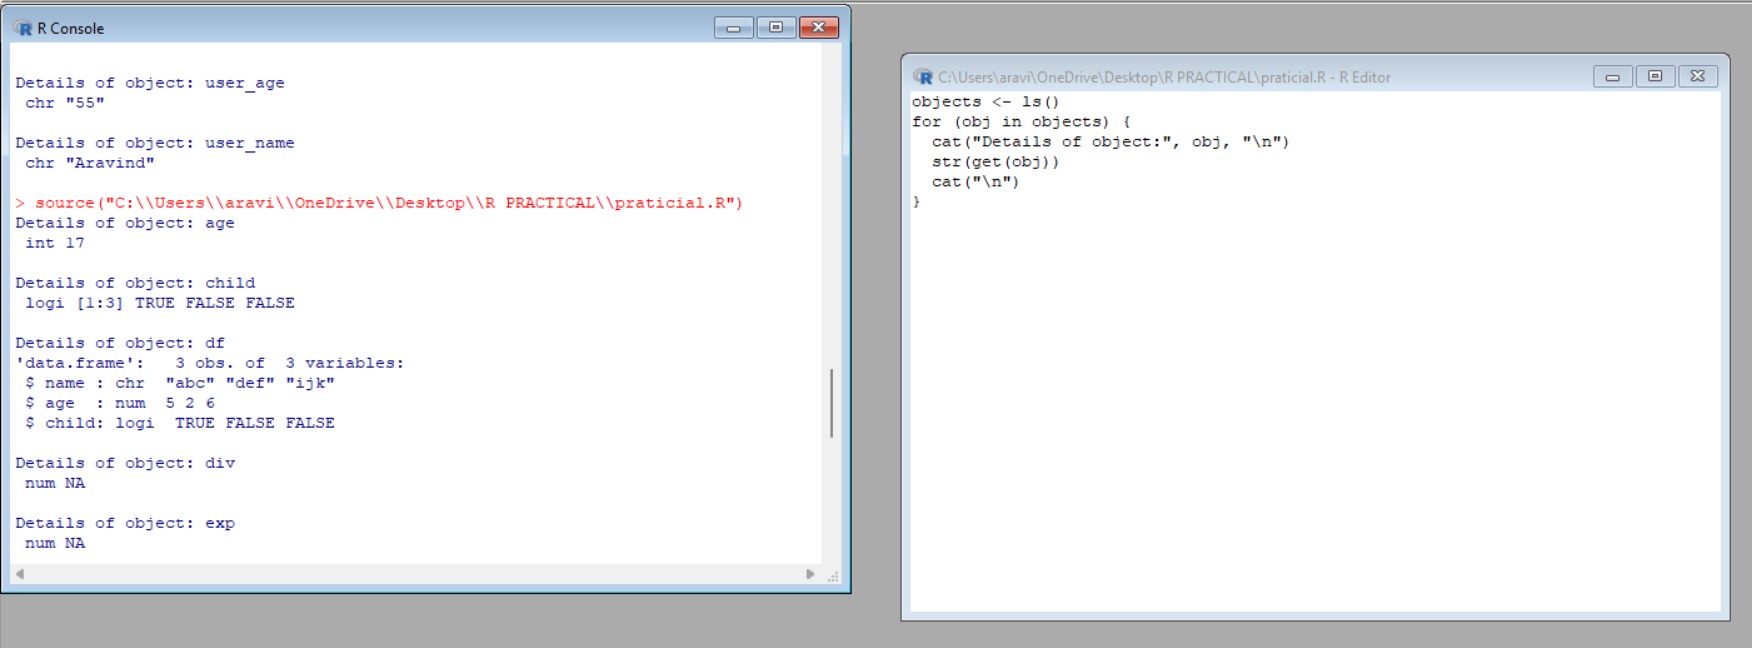 R Console
Details of object: user_age
 chr "55"
Details of object: user_name
 chr "Aravind"
> source("C:\\Users\\aravi\\OneDrive\\Desktop\\R PRACTICAL\\praticial.R")
Details of object: age
 int 17
Details of object: child
 logi [1:3] TRUE FALSE FALSE
Details of object: df
'data.frame':   3 obs. of  3 variables:
 $ name : chr  "abc" "def" "ijk"
 $ age  : num  5 2 6
 $ child: logi  TRUE FALSE FALSE
Details of object: div
 num NA
Details of object: exp
 num NA
C:\Users\aravi\OneDrive\Desktop\R PRACTICAL\praticial.R - R Editor
objects <- ls()
for (obj in objects) {
  cat("Details of object:", obj, "\n")
  str(get(obj))
  cat("\n")
}